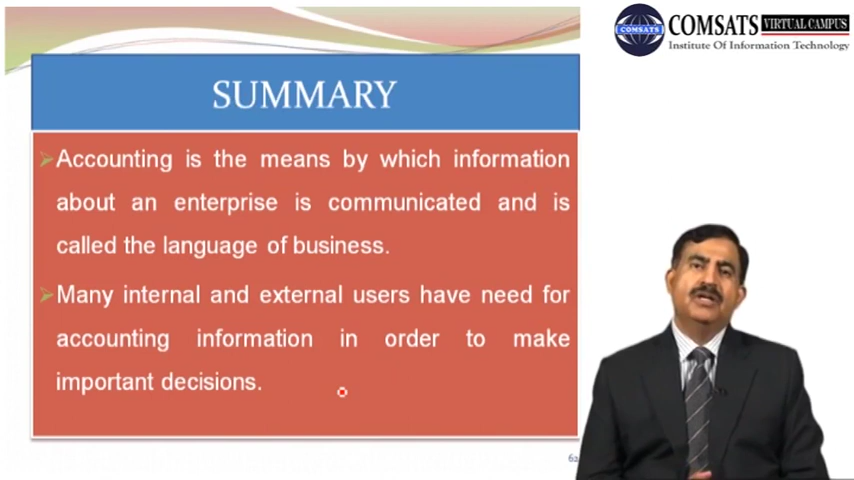 COMSATS
COMSATS VIRTUAL CAMPUS
Institute Of Information Technology
SUMMARY
Accounting is the means by which information
about an enterprise is communicated and is
called the language of business.
Many internal and external users have need for
accounting information in order to make
important decisions.